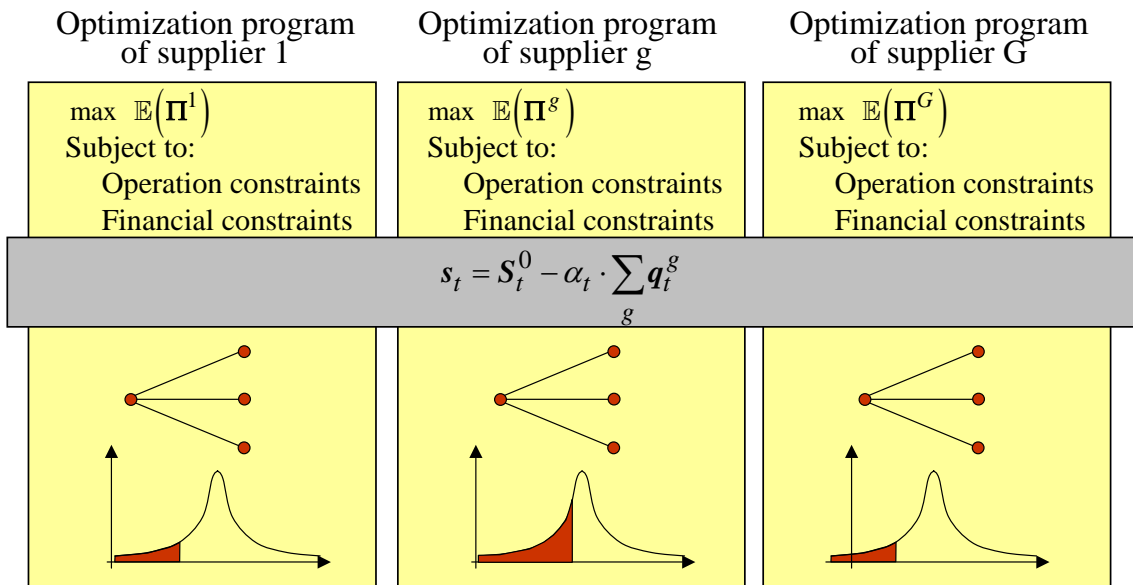 Optimization program
of supplier 1
max 𝔼(Π^1)
Subject to:
Operation constraints
Financial constraints
Optimization program
of supplier g
max 𝔼(Π^g)
Subject to:
Operation constraints
Financial constraints
Optimization program
of supplier G
max 𝔼(Π^G)
Subject to:
Operation constraints
Financial constraints
s_t = S_t^0 − α_t · ∑_g q_t^g